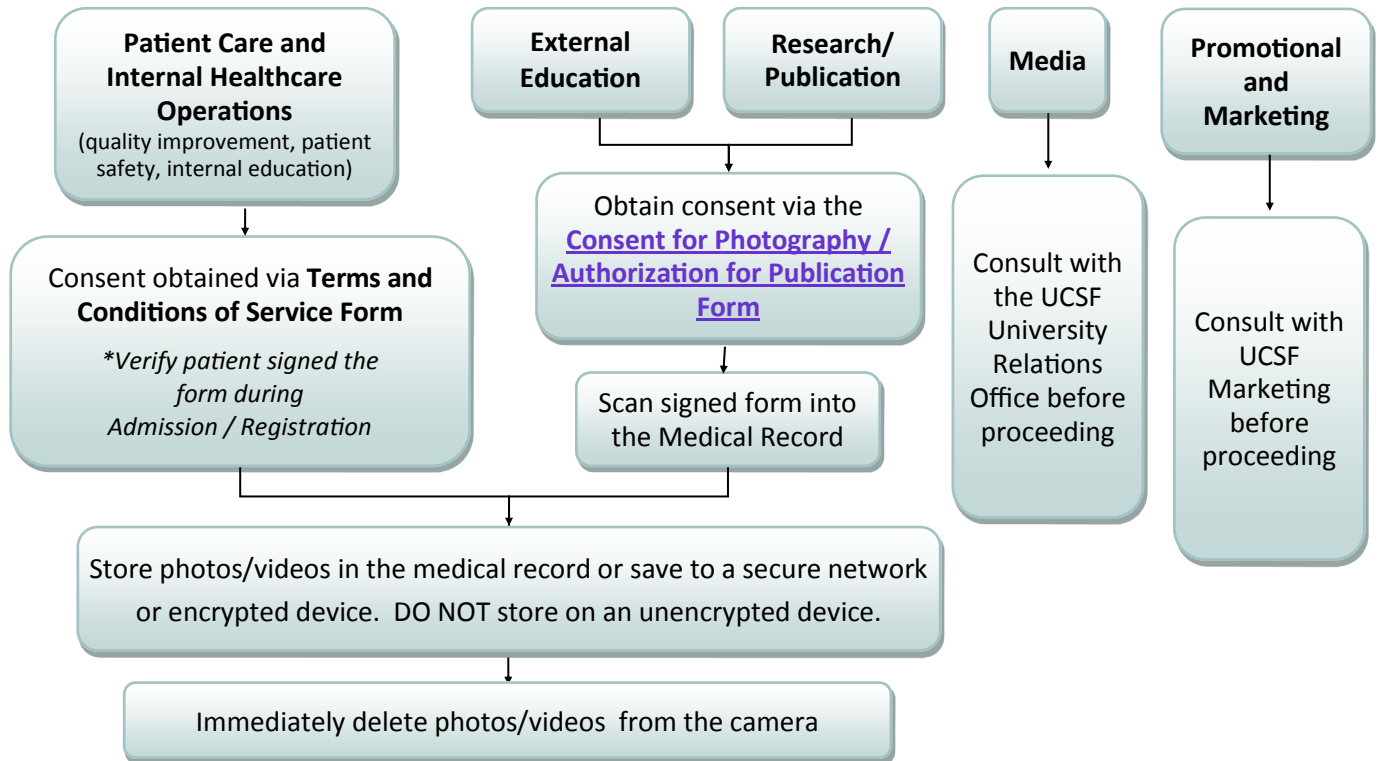 Patient Care and
Internal Healthcare
Operations
(quality improvement, patient
safety, internal education)
External
Education
Research/
Publication
Media
Promotional
and
Marketing
Consent obtained via Terms and
Conditions of Service Form
*Verify patient signed the
form during
Admission / Registration
Obtain consent via the
Consent for Photography /
Authorization for Publication
Form
Scan signed form into
the Medical Record
Consult with
the UCSF
University
Relations
Office before
proceeding
Consult with
UCSF
Marketing
before
proceeding
Store photos/videos in the medical record or save to a secure network
or encrypted device.  DO NOT store on an unencrypted device.
Immediately delete photos/videos  from the camera